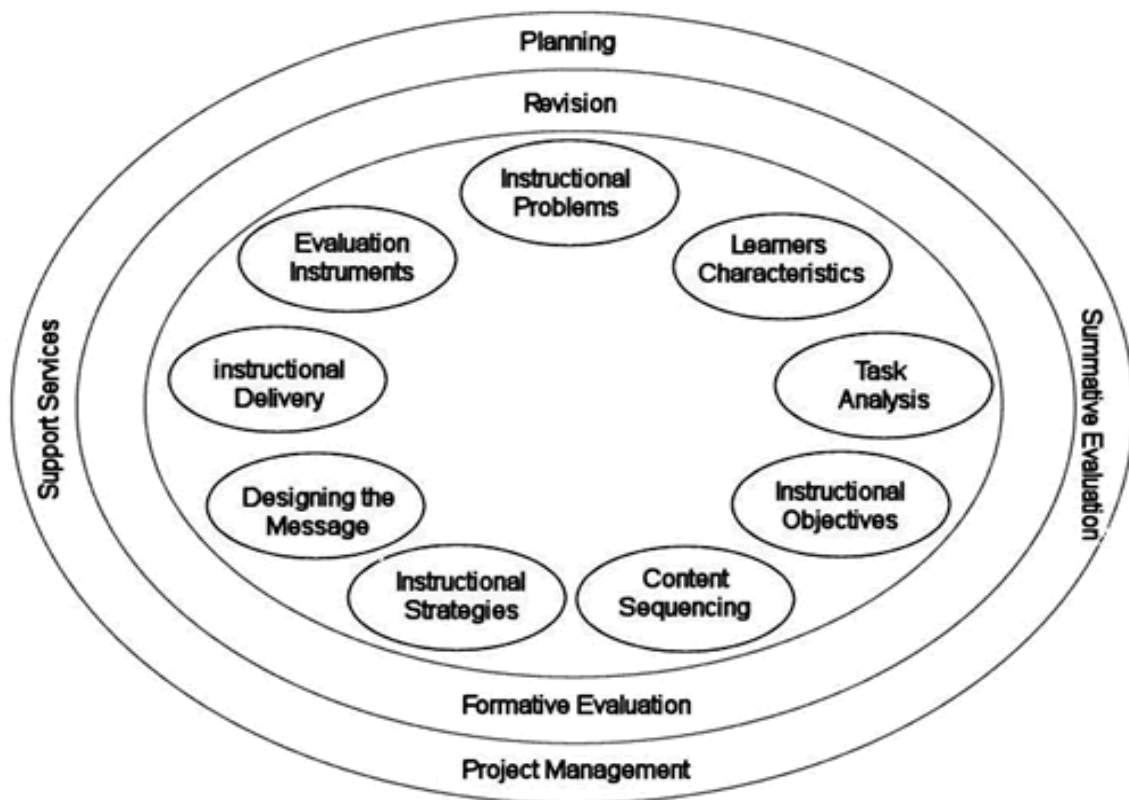 Planning
Revision
Instructional
Problems
Learners
Characteristics
Task
Analysis
Instructional
Objectives
Content
Sequencing
Instructional
Strategies
Designing the
Message
instructional
Delivery
Evaluation
Instruments
Support Services
Summative Evaluation
Formative Evaluation
Project Management